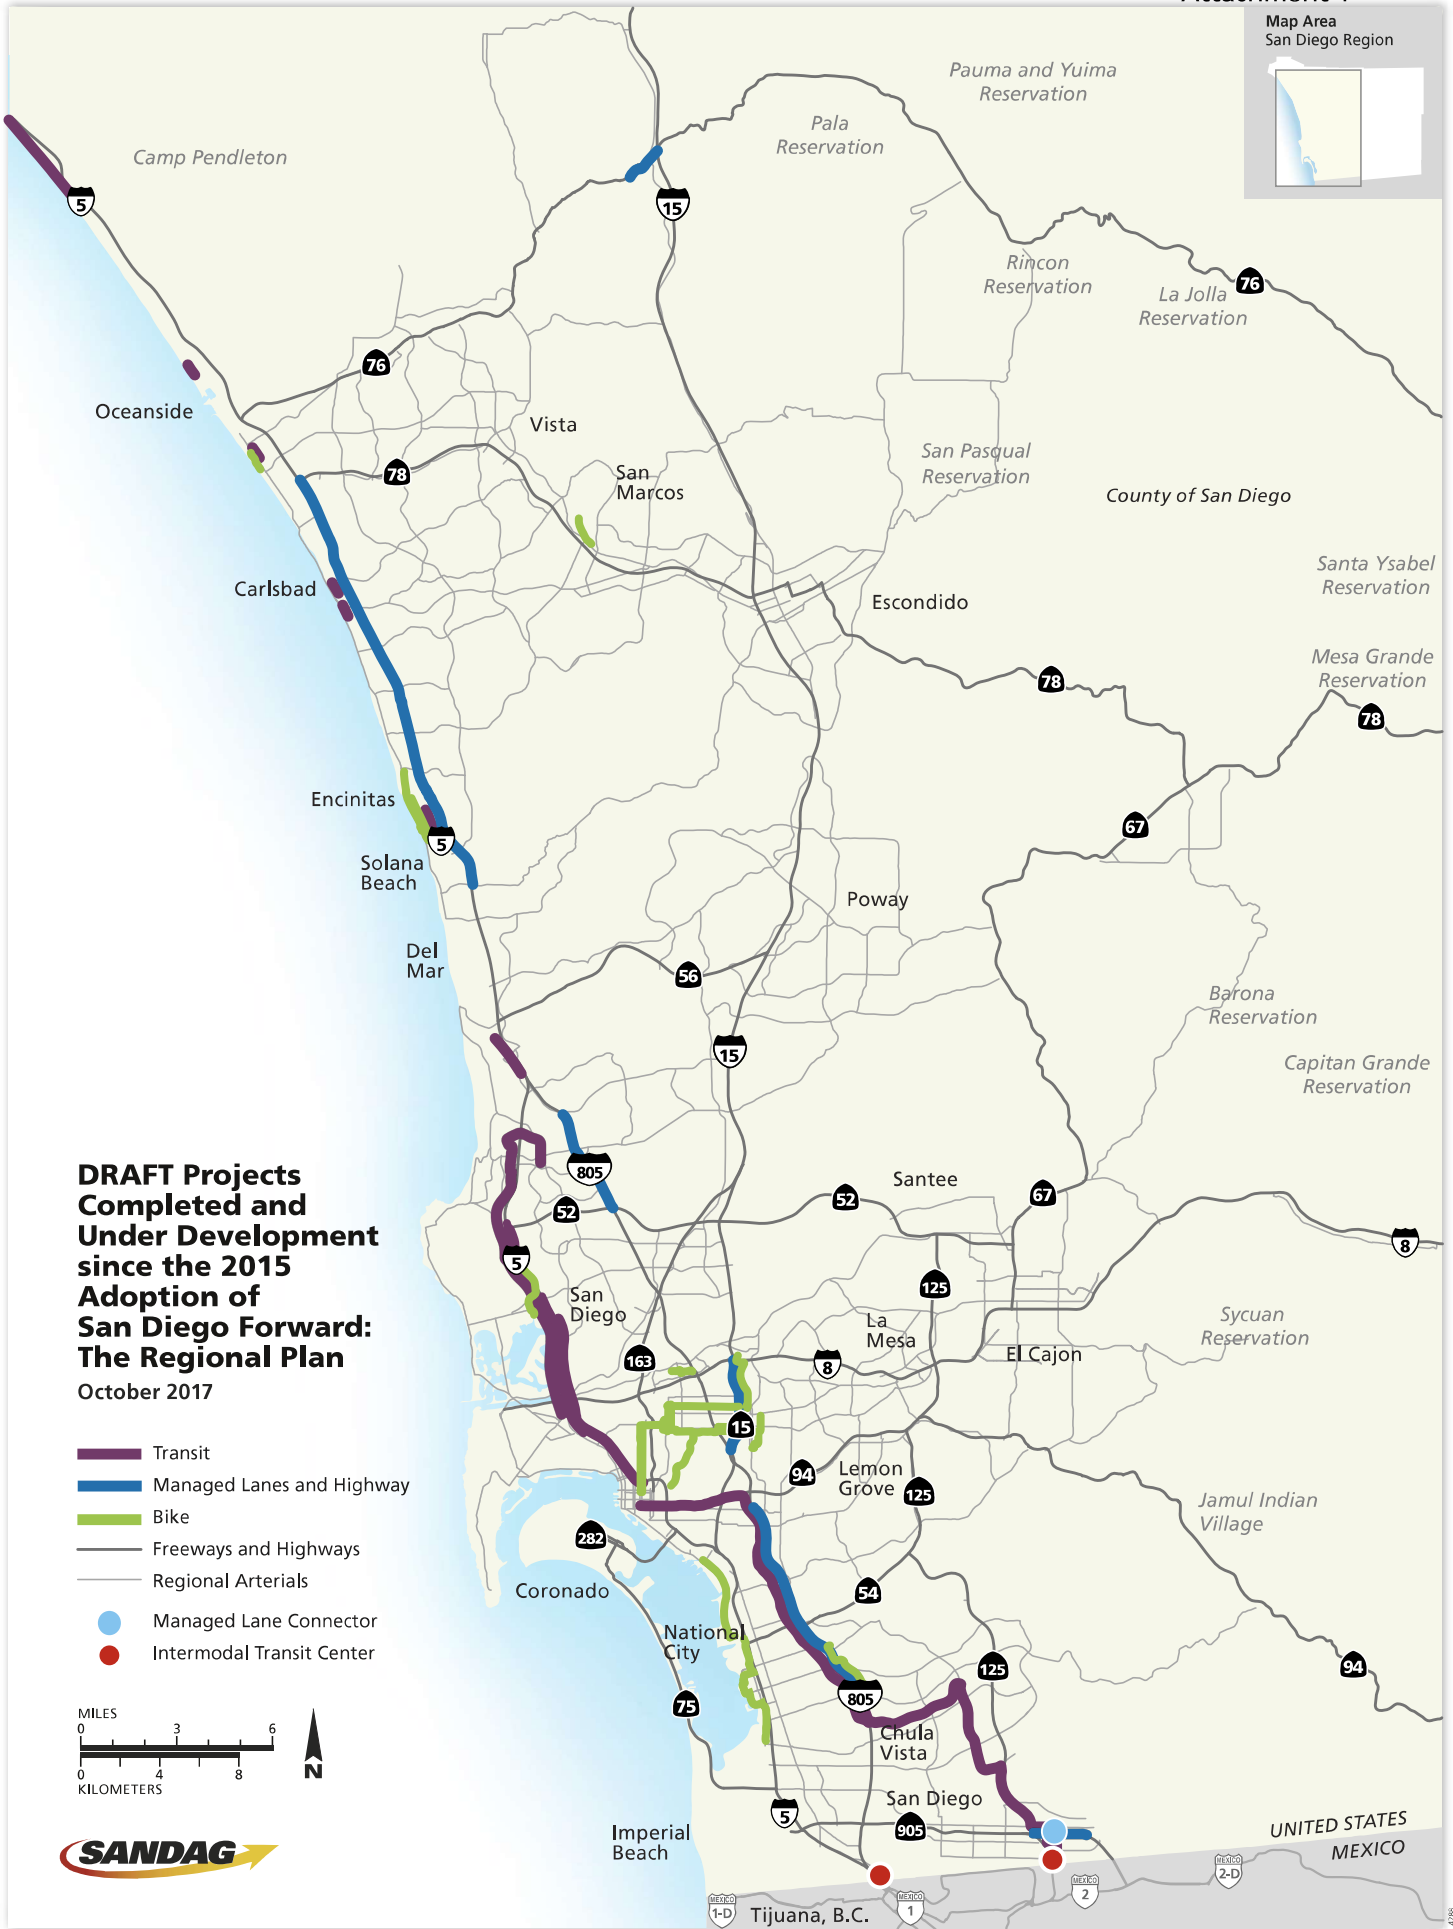 Map Area
San Diego Region
Pauma and Yuima
Reservation
Pala
Reservation
Camp Pendleton
5
15
Rincon
Reservation
La Jolla
Reservation
76
76
Oceanside
Vista
78
San
Marcos
San Pasqual
Reservation
County of San Diego
Santa Ysabel
Reservation
Carlsbad
Escondido
Mesa Grande
Reservation
78
78
Encinitas
67
5
Solana
Beach
Poway
Del
Mar
56
Barona
Reservation
15
Capitan Grande
Reservation
DRAFT Projects
Completed and
Under Development
since the 2015
Adoption of
San Diego Forward:
The Regional Plan
October 2017
805
52
Santee
52
67
8
5
125
San
Diego
La
Mesa
Sycuan
Reservation
163
8
El Cajon
15
94
Lemon
Grove
125
Jamul Indian
Village
Transit
Managed Lanes and Highway
Bike
Freeways and Highways
Regional Arterials
Managed Lane Connector
Intermodal Transit Center
282
Coronado
54
National
City
125
94
805
75
Chula
Vista
MILES
0 3 6
0 4 8
KILOMETERS
N
San Diego
5
905
Imperial
Beach
UNITED STATES
MEXICO
SANDAG
MEXICO
1-D
Tijuana, B.C.
MEXICO
1
MEXICO
2
MEXICO
2-D